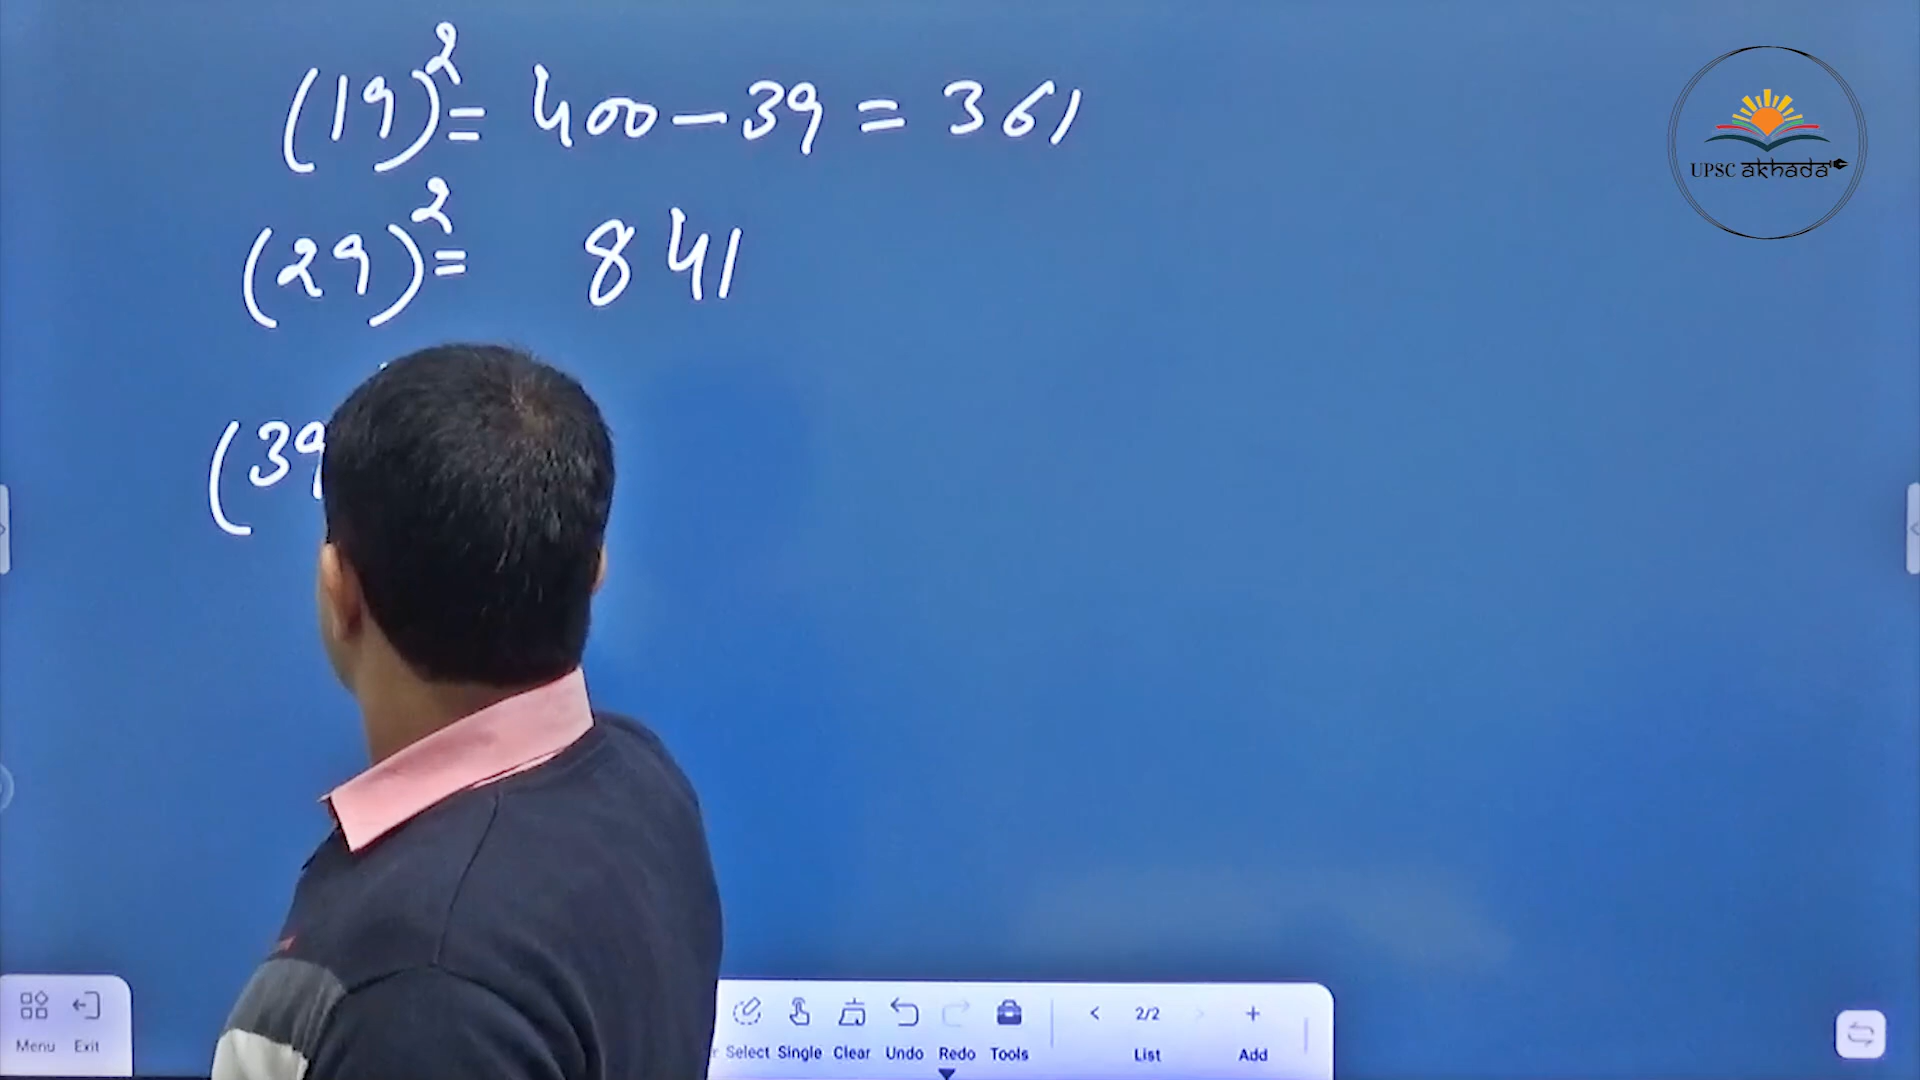 (19)² = 400 - 39 = 361
UPSC akhada
(29)² = 841
(39
Menu Exit
Select Single Clear Undo Redo Tools < 2/2 List + Add